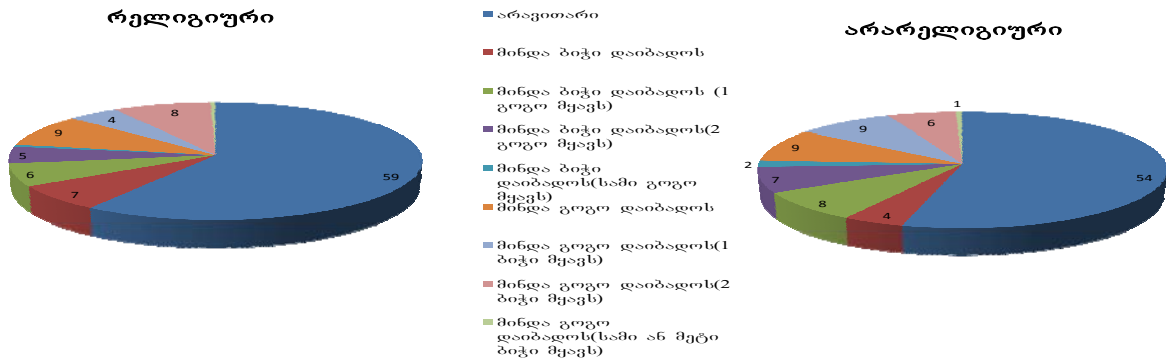 რელიგიური
8
4
9
5
6
7
59
არავითარი
მინდა ბიჭი დაიბადოს
მინდა ბიჭი დაიბადოს (1
გოგო მყავს)
მინდა ბიჭი დაიბადოს(2
გოგო მყავს)
მინდა ბიჭი
დაიბადოს(სამი გოგო
მყავს)
მინდა გოგო დაიბადოს
მინდა გოგო დაიბადოს(1
ბიჭი მყავს)
მინდა გოგო დაიბადოს(2
ბიჭი მყავს)
მინდა გოგო
დაიბადოს(სამი ან მეტი
ბიჭი მყავს)
არარელიგიური
1
6
9
9
2
7
8
4
54